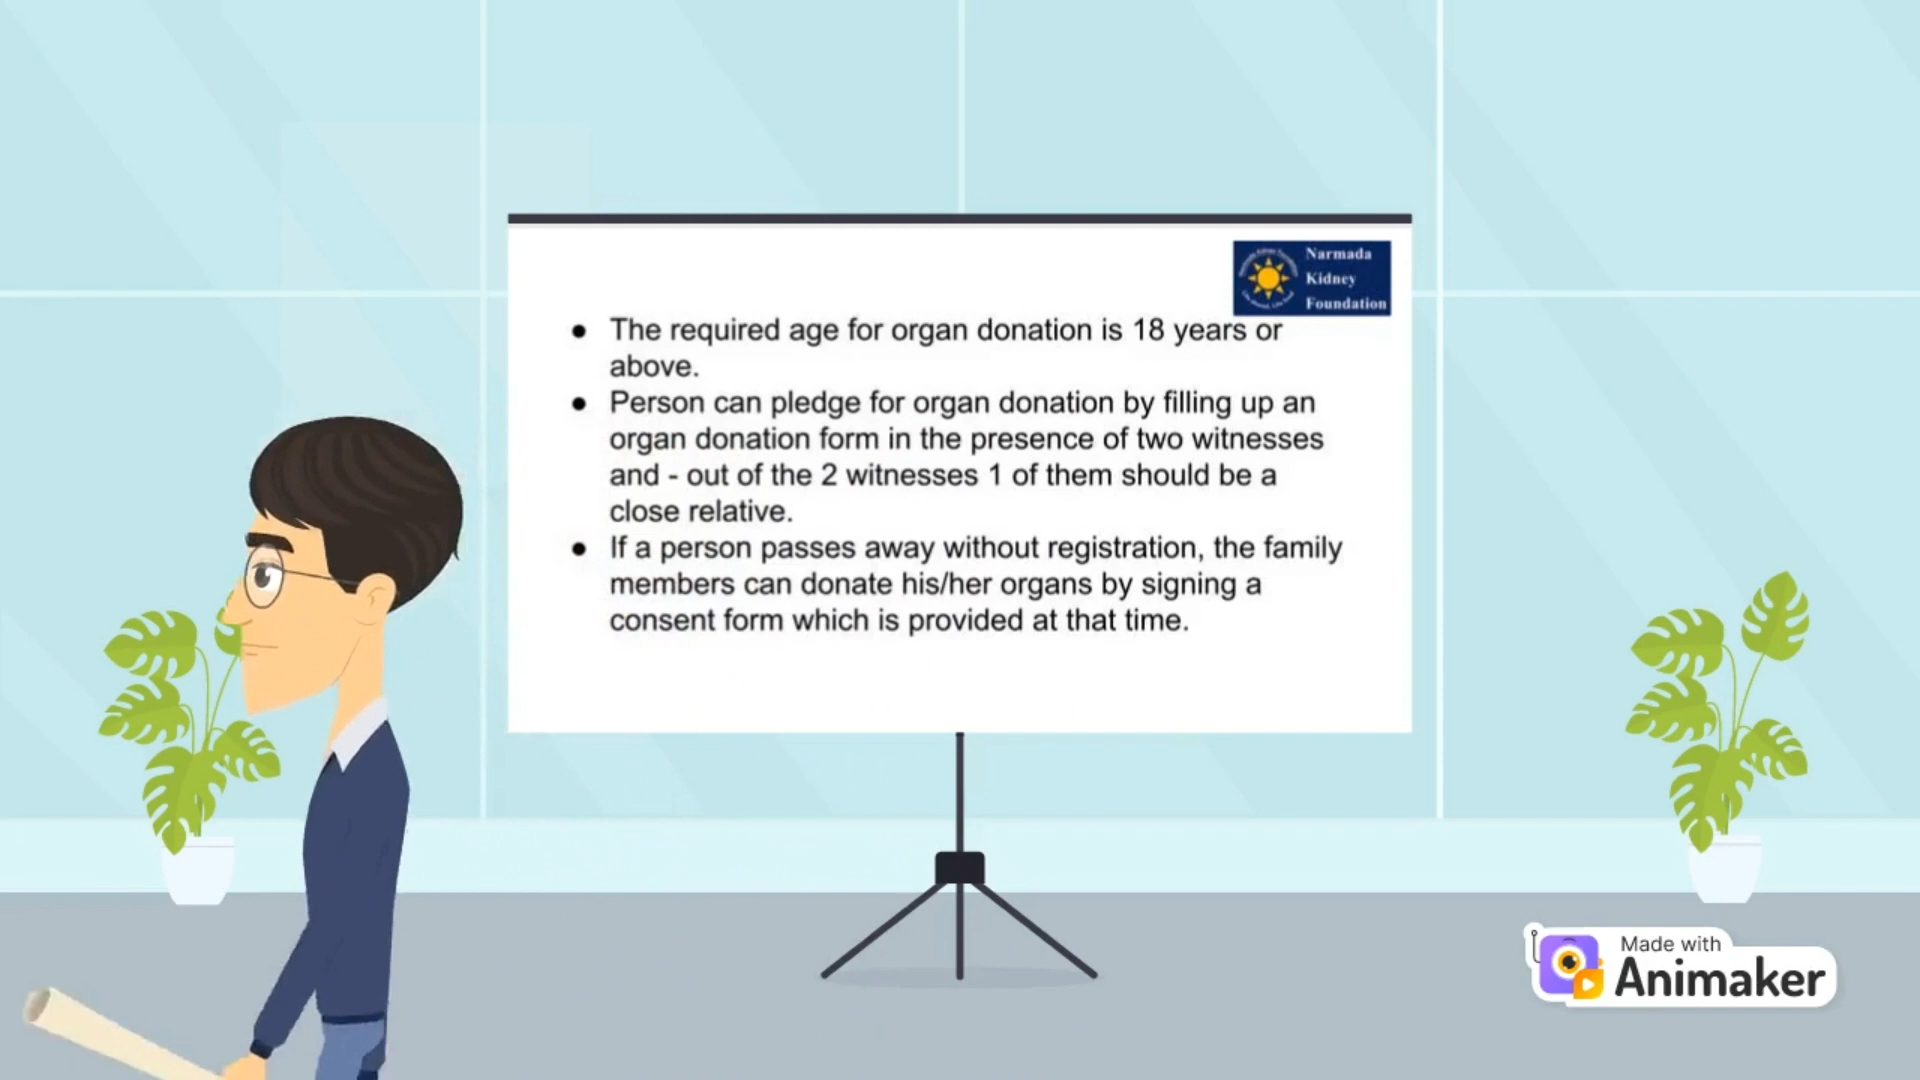 Narmada
Kidney
Foundation
● The required age for organ donation is 18 years or
above.
● Person can pledge for organ donation by filling up an
organ donation form in the presence of two witnesses
and - out of the 2 witnesses 1 of them should be a
close relative.
● If a person passes away without registration, the family
members can donate his/her organs by signing a
consent form which is provided at that time.
Made with
Animaker